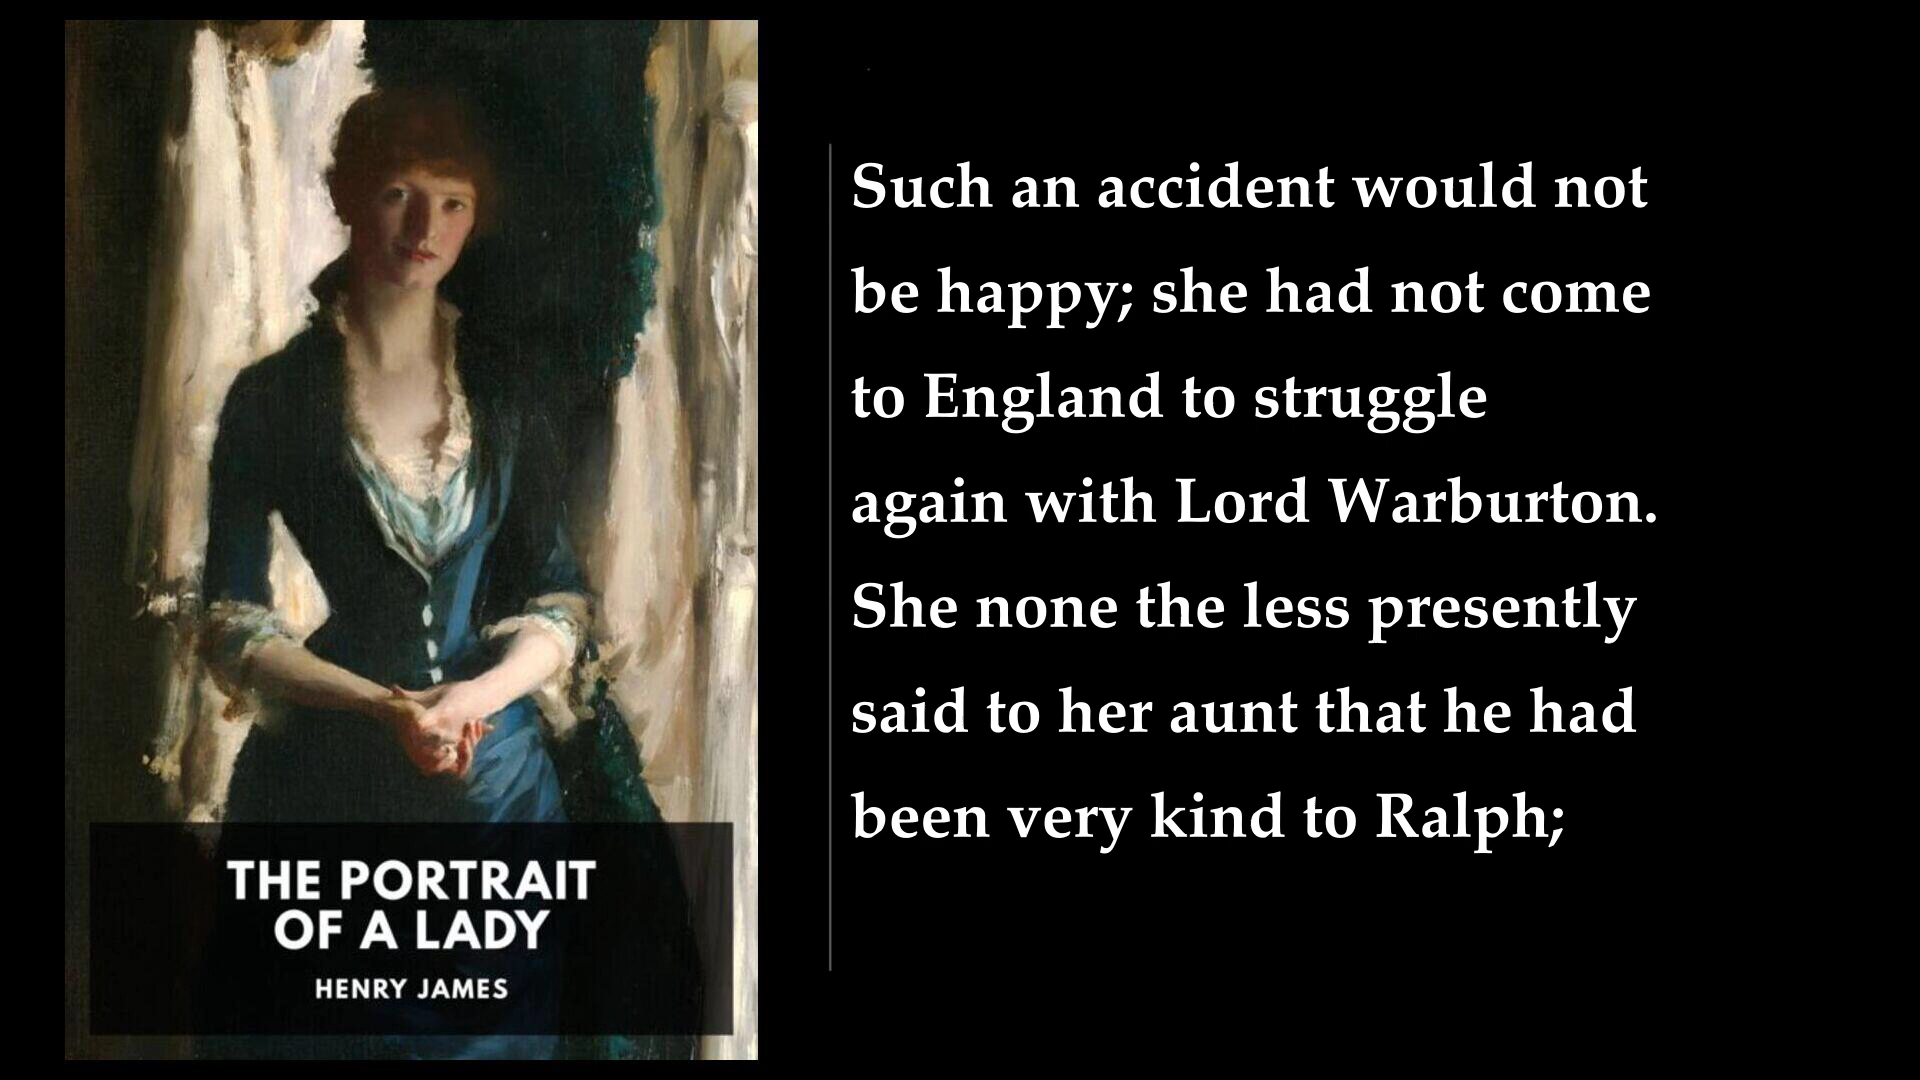 THE PORTRAIT
OF A LADY
HENRY JAMES
Such an accident would not
be happy; she had not come
to England to struggle
again with Lord Warburton.
She none the less presently
said to her aunt that he had
been very kind to Ralph;